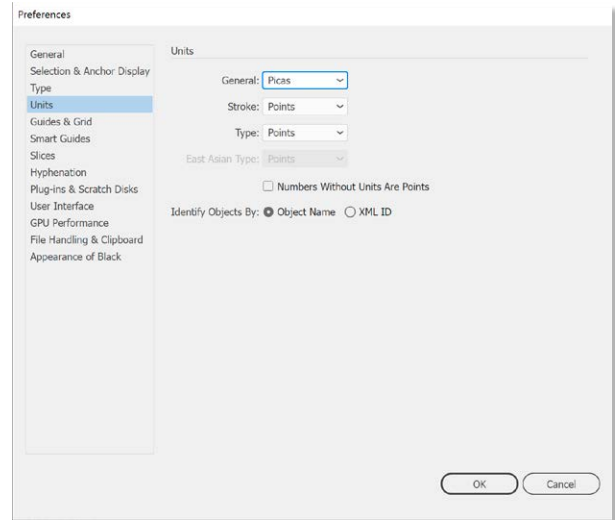 Preferences
General
Selection & Anchor Display
Type
Units
Guides & Grid
Smart Guides
Slices
Hyphenation
Plug-ins & Scratch Disks
User Interface
GPU Performance
File Handling & Clipboard
Appearance of Black
Units
General: Picas
Stroke: Points
Type: Points
East Asian Type: Points
Numbers Without Units Are Points
Identify Objects By: Object Name XML ID
OK Cancel